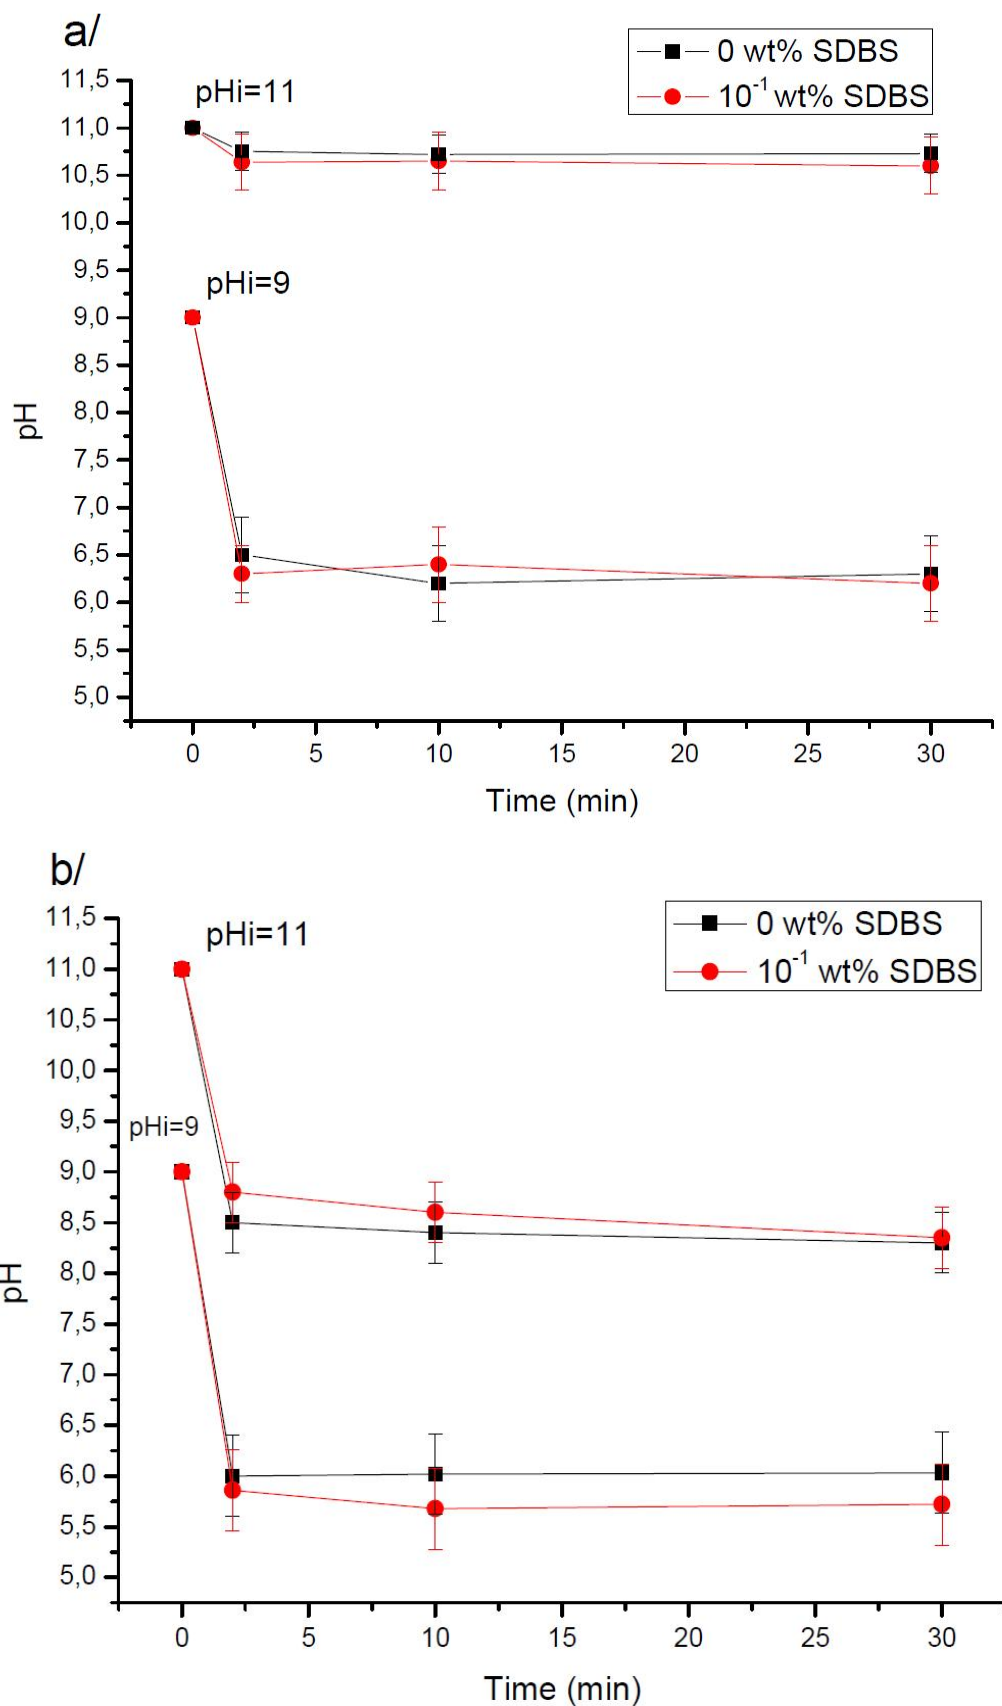 a/
0 wt% SDBS
10⁻¹ wt% SDBS
pHi=11
pHi=9
11,5
11,0
10,5
10,0
9,5
9,0
8,5
8,0
7,5
7,0
6,5
6,0
5,5
5,0
pH
0 5 10 15 20 25 30
Time (min)
b/
0 wt% SDBS
10⁻¹ wt% SDBS
pHi=11
pHi=9
11,5
11,0
10,5
10,0
9,5
9,0
8,5
8,0
7,5
7,0
6,5
6,0
5,5
5,0
pH
0 5 10 15 20 25 30
Time (min)